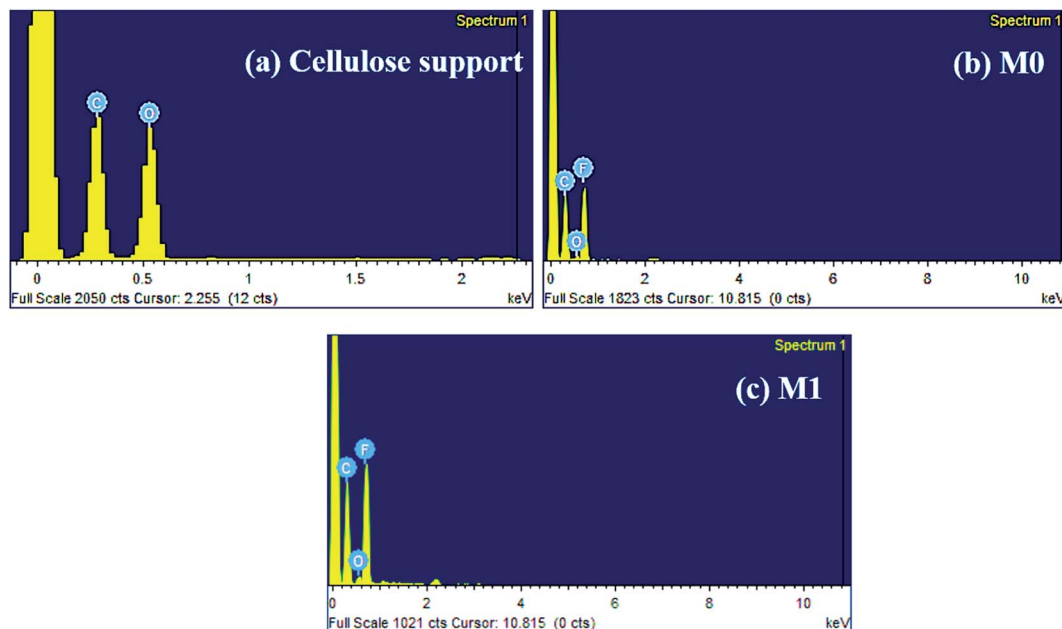 Spectrum 1
(a) Cellulose support
C
O
0 0.5 1 1.5 2
Full Scale 2050 cts Cursor: 2.255 (12 cts) keV
Spectrum 1
(b) M0
F
C
O
0 2 4 6 8 10
Full Scale 1823 cts Cursor: 10.815 (0 cts) keV
Spectrum 1
(c) M1
F
C
O
0 2 4 6 8 10
Full Scale 1021 cts Cursor: 10.815 (0 cts) keV